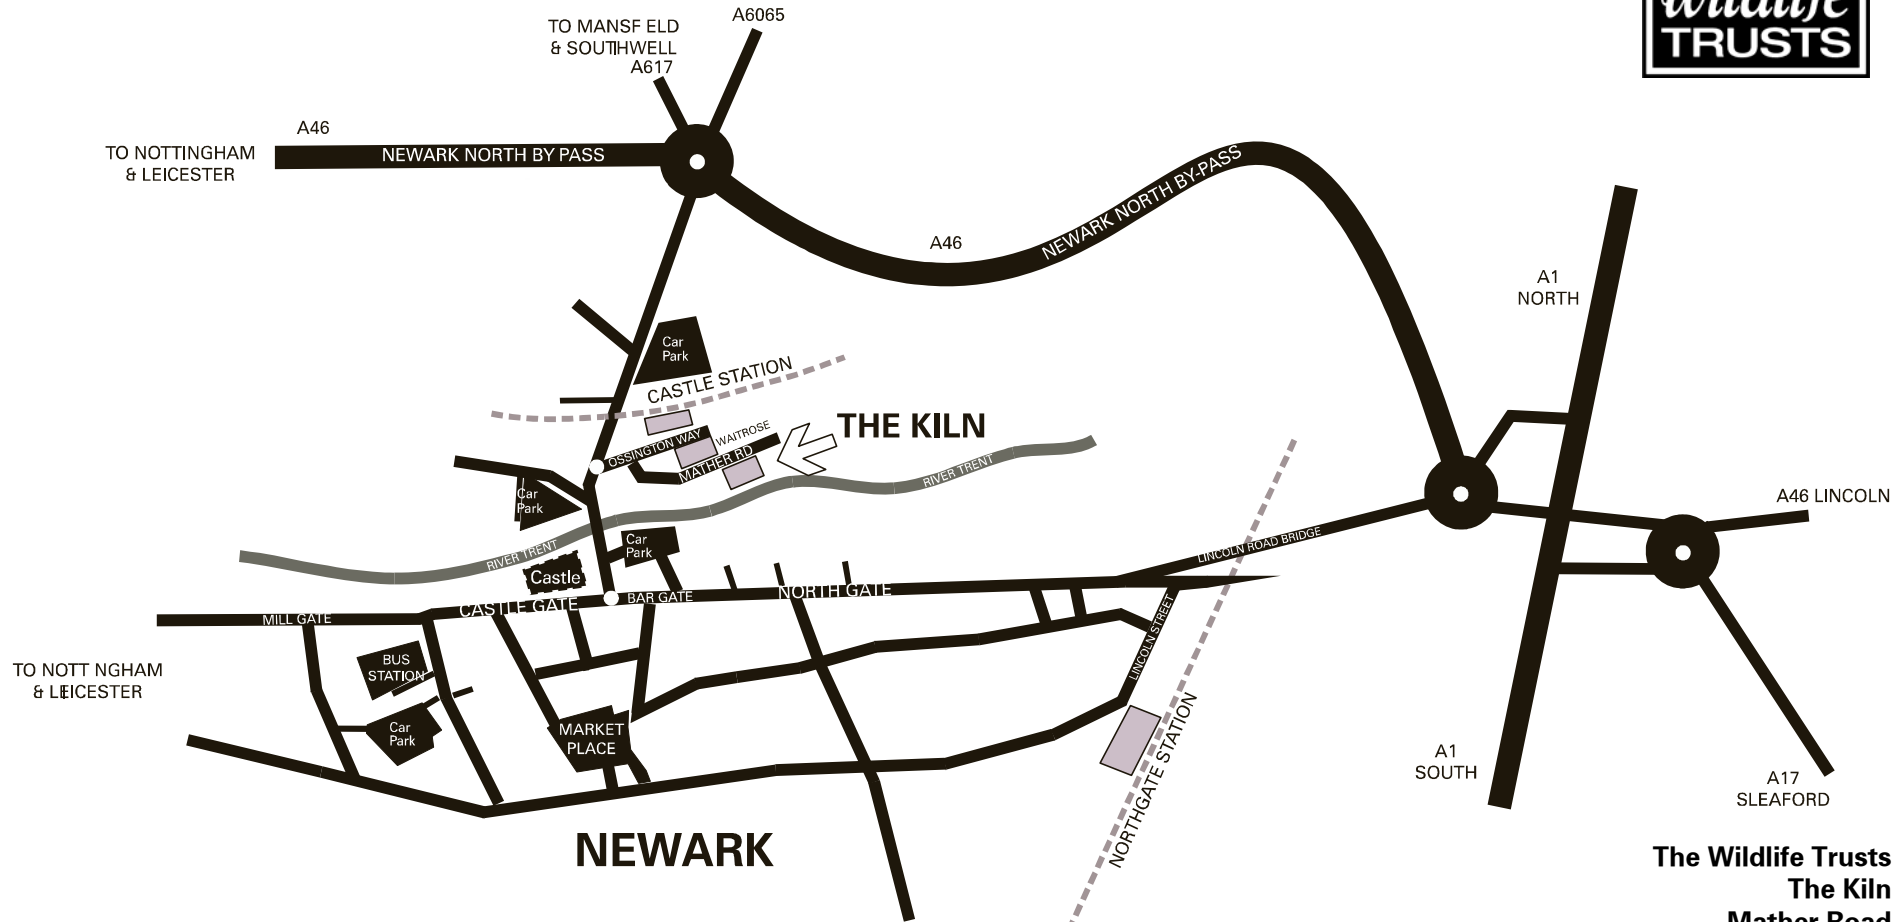 wildlife
TRUSTS
A6065
TO MANSF ELD
& SOUTHWELL
A617
A46
NEWARK NORTH BY PASS
TO NOTTINGHAM
& LEICESTER
NEWARK NORTH BY-PASS
A46
A1
NORTH
Car
Park
CASTLE STATION
THE KILN
OSSINGTON WAY
WAITROSE
MATHER RD
RIVER TRENT
Car
Park
A46 LINCOLN
RIVER TRENT
Car
Park
LINCOLN ROAD BRIDGE
Castle
CASTLE GATE
BAR GATE
NORTH GATE
MILL GATE
LINCOLN STREET
BUS
STATION
TO NOTT NGHAM
& LEICESTER
Car
Park
MARKET
PLACE
NORTHGATE STATION
A1
SOUTH
A17
SLEAFORD
NEWARK
The Wildlife Trusts
The Kiln
Mather Road